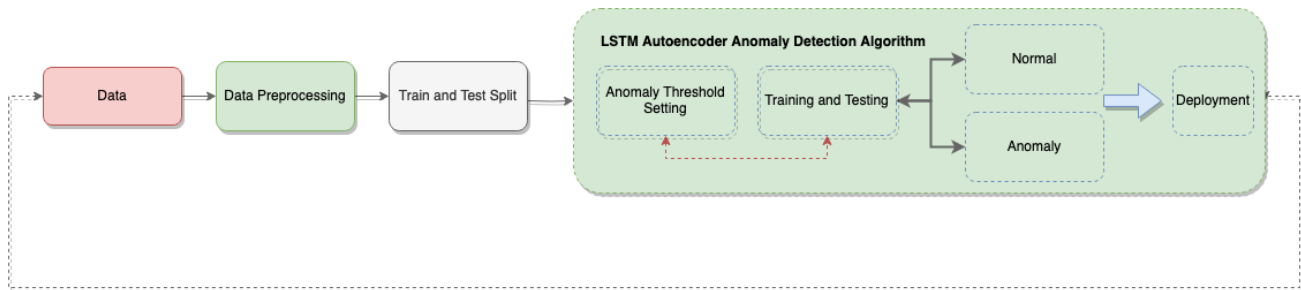 Data
Data Preprocessing
Train and Test Split
LSTM Autoencoder Anomaly Detection Algorithm
Anomaly Threshold
Setting
Training and Testing
Normal
Anomaly
Deployment